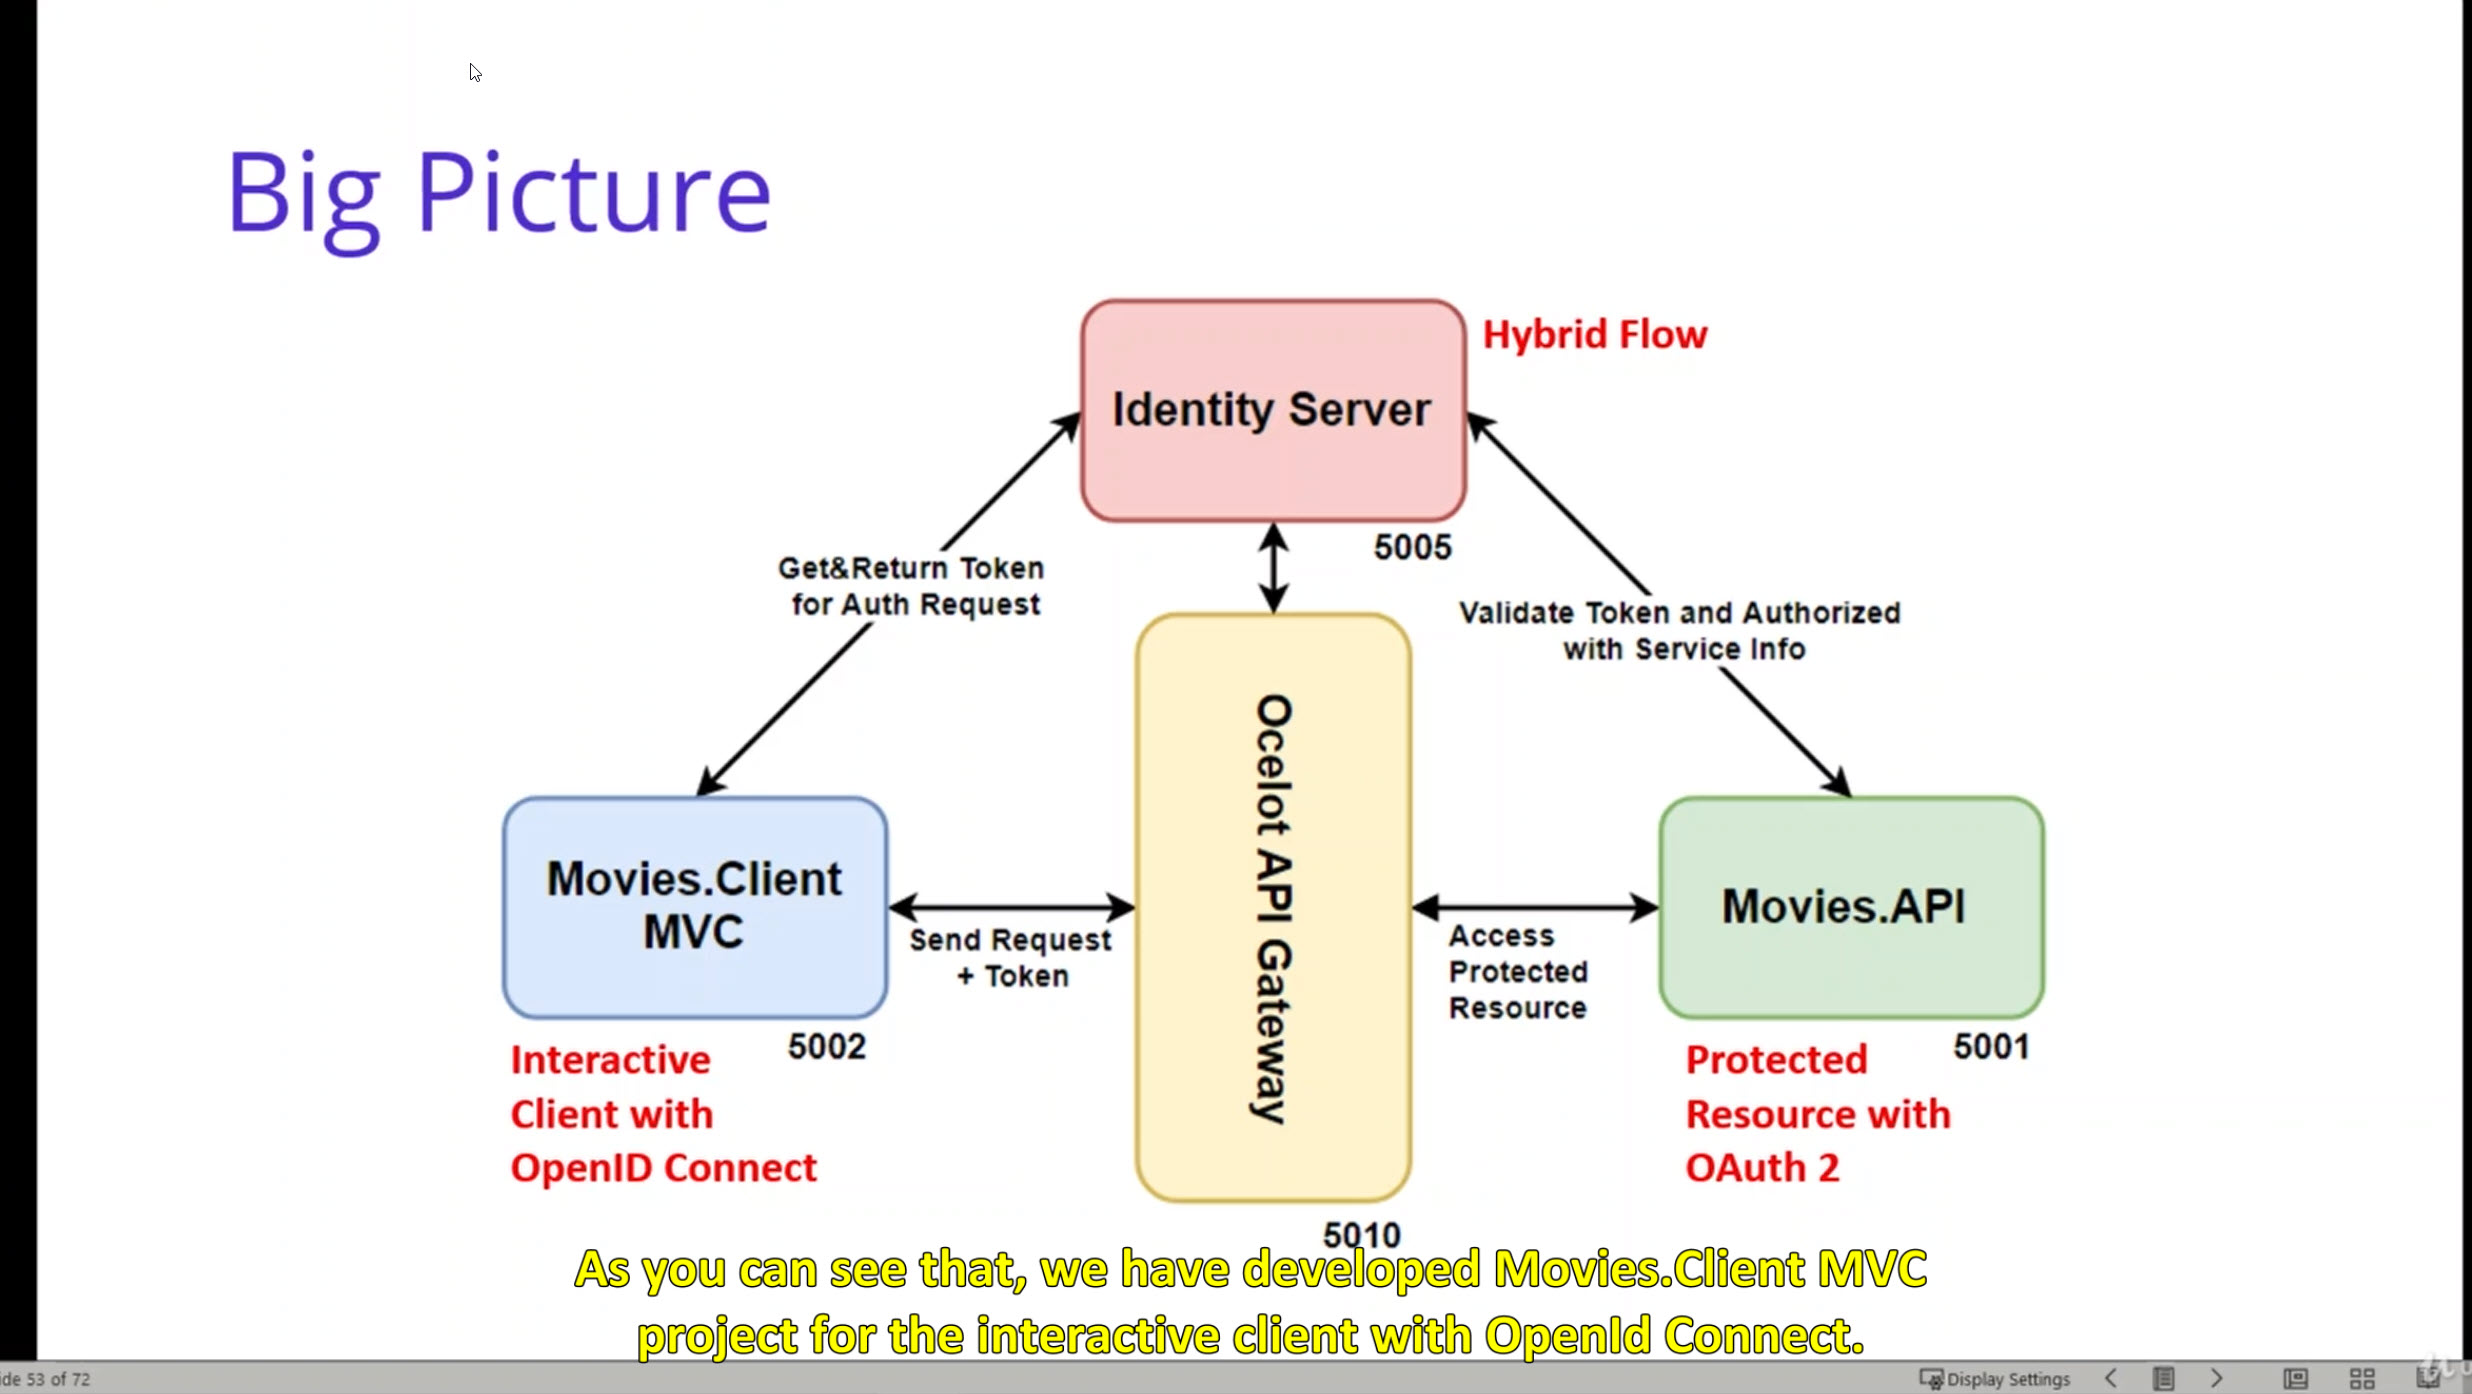 Big Picture
Hybrid Flow
Identity Server
5005
Get&Return Token
for Auth Request
Validate Token and Authorized
with Service Info
Ocelot API Gateway
Movies.Client
MVC
Send Request
+ Token
Access
Protected
Resource
Movies.API
5002
5001
Interactive
Client with
OpenID Connect
Protected
Resource with
OAuth 2
5010
As you can see that, we have developed Movies.Client MVC
project for the interactive client with OpenId Connect.
ide 53 of 72
Display Settings